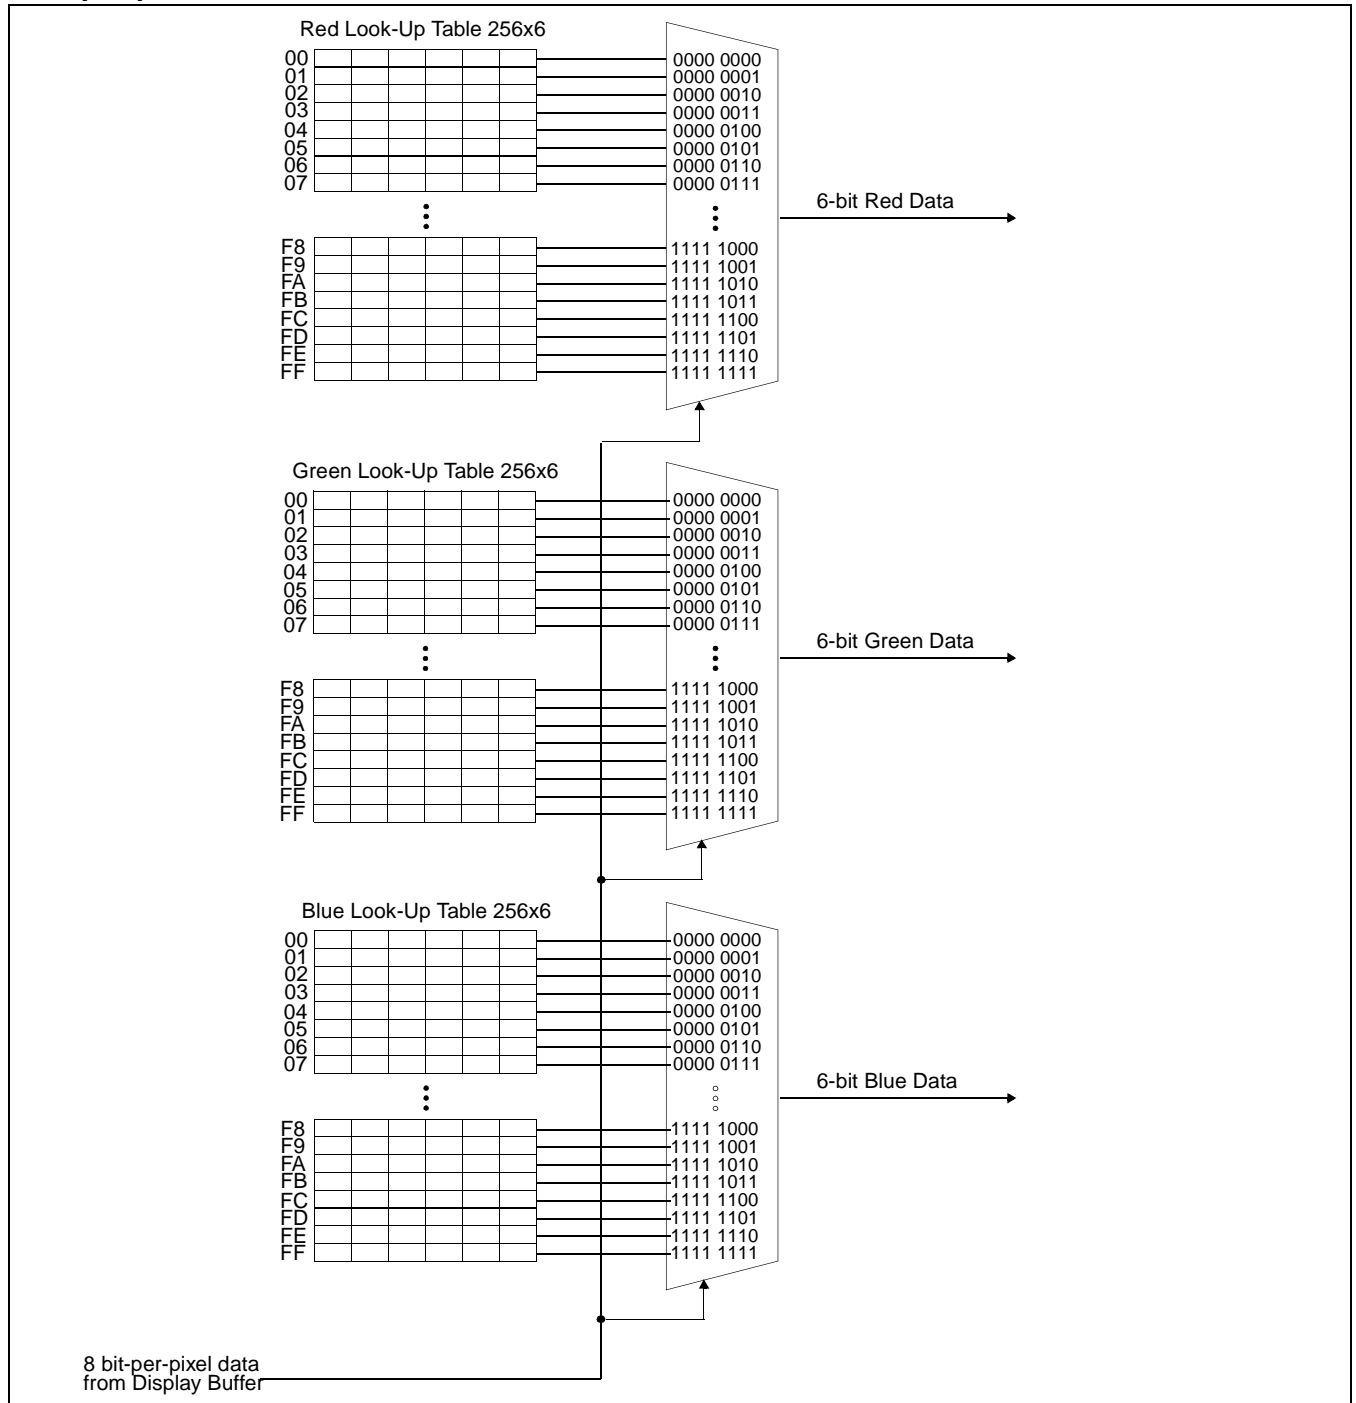 Red Look-Up Table 256x6
00 0000 0000
01 0000 0001
02 0000 0010
03 0000 0011
04 0000 0100
05 0000 0101
06 0000 0110
07 0000 0111
6-bit Red Data
F8 1111 1000
F9 1111 1001
FA 1111 1010
FB 1111 1011
FC 1111 1100
FD 1111 1101
FE 1111 1110
FF 1111 1111
Green Look-Up Table 256x6
00 0000 0000
01 0000 0001
02 0000 0010
03 0000 0011
04 0000 0100
05 0000 0101
06 0000 0110
07 0000 0111
6-bit Green Data
F8 1111 1000
F9 1111 1001
FA 1111 1010
FB 1111 1011
FC 1111 1100
FD 1111 1101
FE 1111 1110
FF 1111 1111
Blue Look-Up Table 256x6
00 0000 0000
01 0000 0001
02 0000 0010
03 0000 0011
04 0000 0100
05 0000 0101
06 0000 0110
07 0000 0111
6-bit Blue Data
F8 1111 1000
F9 1111 1001
FA 1111 1010
FB 1111 1011
FC 1111 1100
FD 1111 1101
FE 1111 1110
FF 1111 1111
8 bit-per-pixel data
from Display Buffer